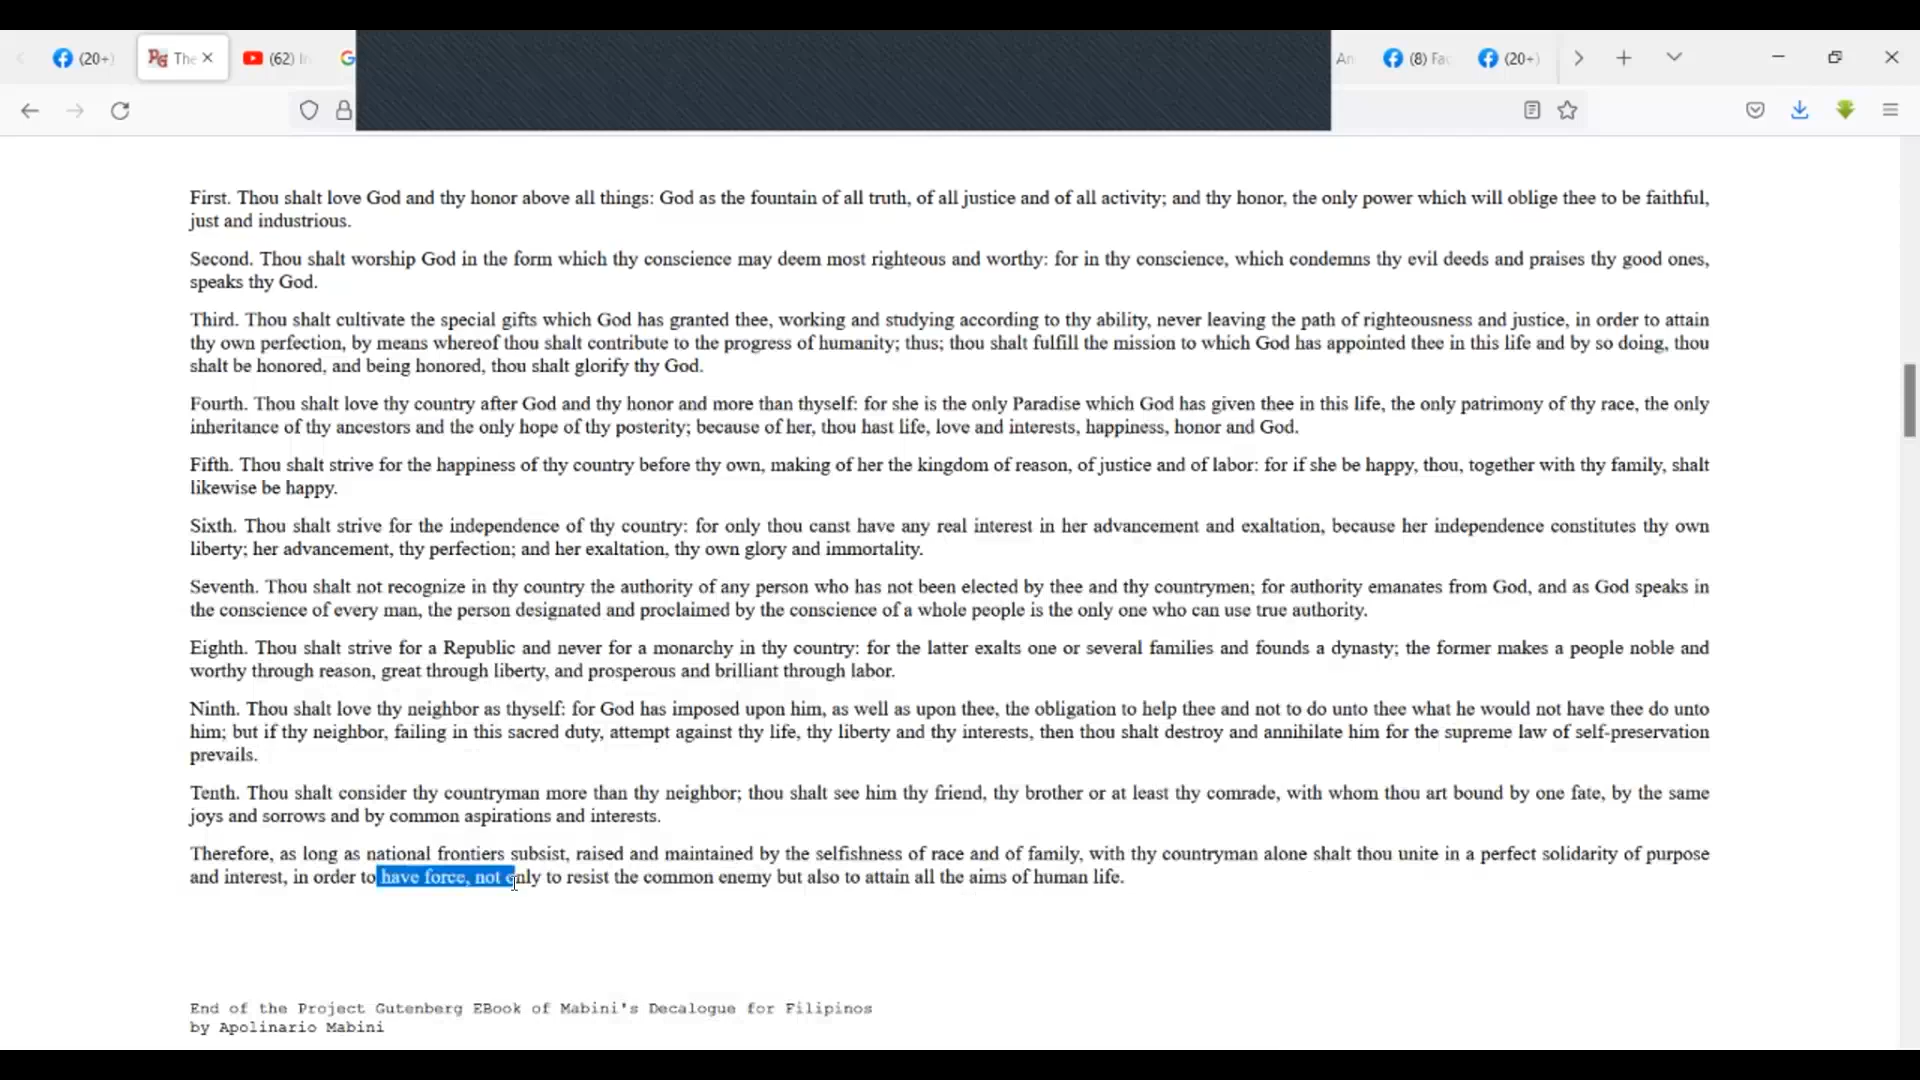 (20+)
The
(62) I
An
(8) Fa
(20+)
First. Thou shalt love God and thy honor above all things: God as the fountain of all truth, of all justice and of all activity; and thy honor, the only power which will oblige thee to be faithful,
just and industrious.
Second. Thou shalt worship God in the form which thy conscience may deem most righteous and worthy: for in thy conscience, which condemns thy evil deeds and praises thy good ones,
speaks thy God.
Third. Thou shalt cultivate the special gifts which God has granted thee, working and studying according to thy ability, never leaving the path of righteousness and justice, in order to attain
thy own perfection, by means whereof thou shalt contribute to the progress of humanity; thus; thou shalt fulfill the mission to which God has appointed thee in this life and by so doing, thou
shalt be honored, and being honored, thou shalt glorify thy God.
Fourth. Thou shalt love thy country after God and thy honor and more than thyself: for she is the only Paradise which God has given thee in this life, the only patrimony of thy race, the only
inheritance of thy ancestors and the only hope of thy posterity; because of her, thou hast life, love and interests, happiness, honor and God.
Fifth. Thou shalt strive for the happiness of thy country before thy own, making of her the kingdom of reason, of justice and of labor: for if she be happy, thou, together with thy family, shalt
likewise be happy.
Sixth. Thou shalt strive for the independence of thy country: for only thou canst have any real interest in her advancement and exaltation, because her independence constitutes thy own
liberty; her advancement, thy perfection; and her exaltation, thy own glory and immortality.
Seventh. Thou shalt not recognize in thy country the authority of any person who has not been elected by thee and thy countrymen; for authority emanates from God, and as God speaks in
the conscience of every man, the person designated and proclaimed by the conscience of a whole people is the only one who can use true authority.
Eighth. Thou shalt strive for a Republic and never for a monarchy in thy country: for the latter exalts one or several families and founds a dynasty; the former makes a people noble and
worthy through reason, great through liberty, and prosperous and brilliant through labor.
Ninth. Thou shalt love thy neighbor as thyself: for God has imposed upon him, as well as upon thee, the obligation to help thee and not to do unto thee what he would not have thee do unto
him; but if thy neighbor, failing in this sacred duty, attempt against thy life, thy liberty and thy interests, then thou shalt destroy and annihilate him for the supreme law of self-preservation
prevails.
Tenth. Thou shalt consider thy countryman more than thy neighbor; thou shalt see him thy friend, thy brother or at least thy comrade, with whom thou art bound by one fate, by the same
joys and sorrows and by common aspirations and interests.
Therefore, as long as national frontiers subsist, raised and maintained by the selfishness of race and of family, with thy countryman alone shalt thou unite in a perfect solidarity of purpose
and interest, in order to have force, not only to resist the common enemy but also to attain all the aims of human life.
End of the Project Gutenberg EBook of Mabini's Decalogue for Filipinos
by Apolinario Mabini